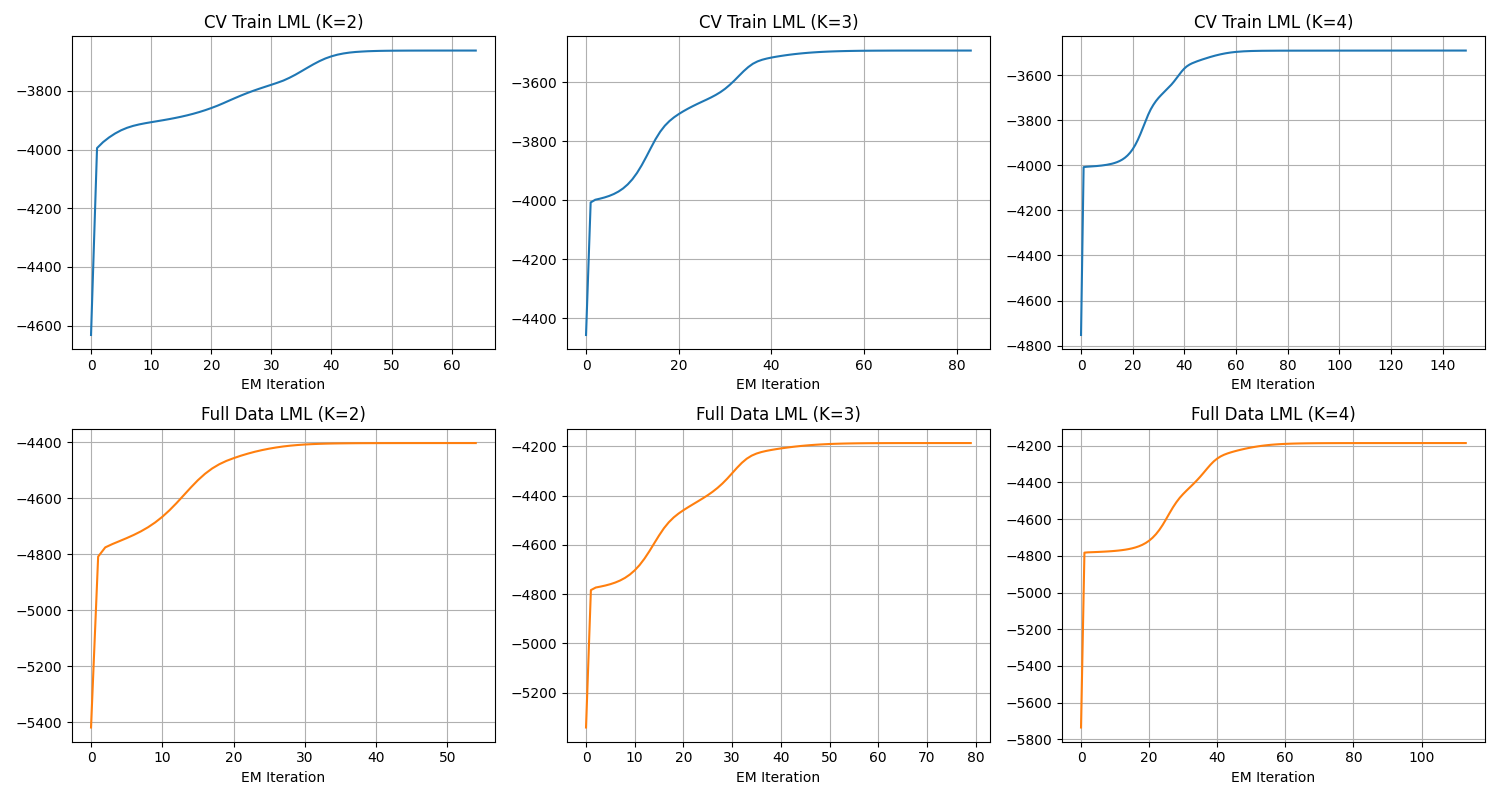 CV Train LML (K=2)
−3800
−4000
−4200
−4400
−4600
0 10 20 30 40 50 60
EM Iteration
CV Train LML (K=3)
−3600
−3800
−4000
−4200
−4400
0 20 40 60 80
EM Iteration
CV Train LML (K=4)
−3600
−3800
−4000
−4200
−4400
−4600
−4800
0 20 40 60 80 100 120 140
EM Iteration
Full Data LML (K=2)
−4400
−4600
−4800
−5000
−5200
−5400
0 10 20 30 40 50
EM Iteration
Full Data LML (K=3)
−4200
−4400
−4600
−4800
−5000
−5200
0 10 20 30 40 50 60 70 80
EM Iteration
Full Data LML (K=4)
−4200
−4400
−4600
−4800
−5000
−5200
−5400
−5600
−5800
0 20 40 60 80 100
EM Iteration